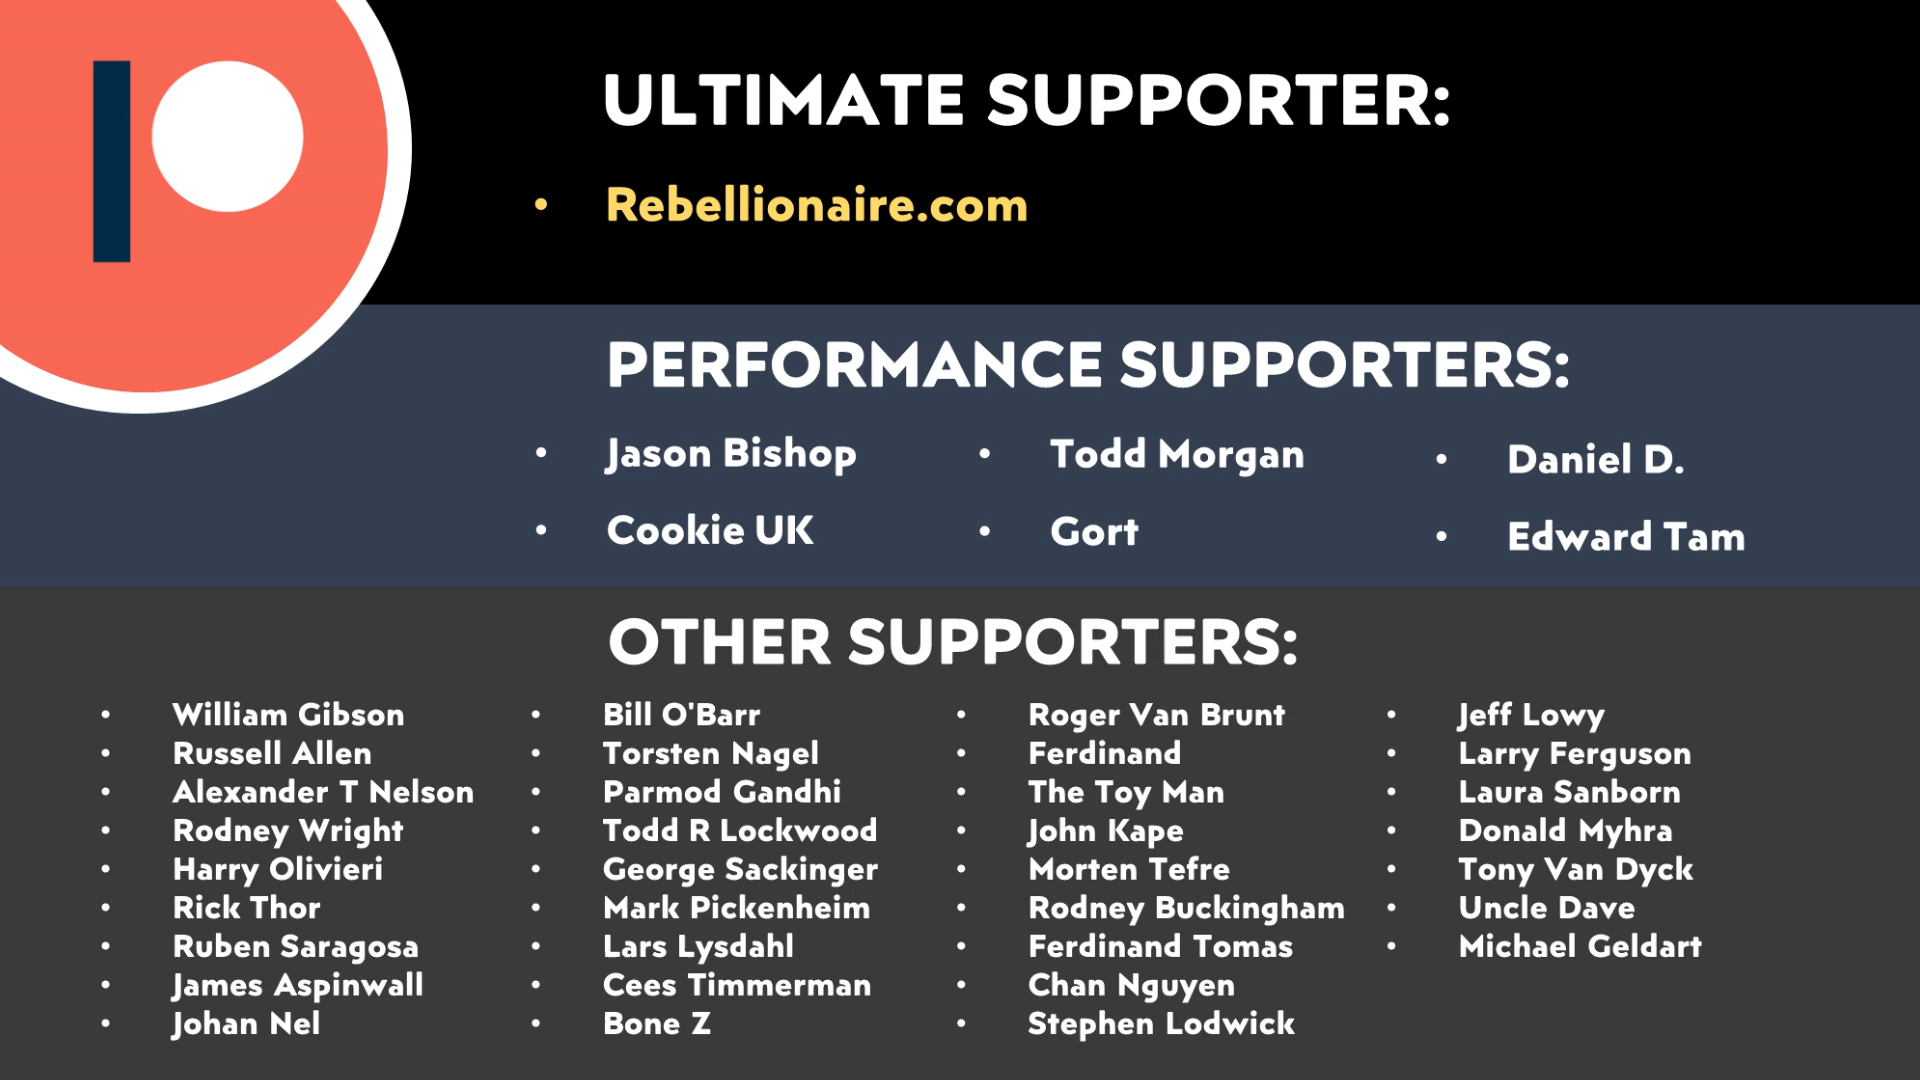 ULTIMATE SUPPORTER:
• Rebellionaire.com
PERFORMANCE SUPPORTERS:
• Jason Bishop
• Cookie UK
• Todd Morgan
• Gort
• Daniel D.
• Edward Tam
OTHER SUPPORTERS:
• William Gibson
• Russell Allen
• Alexander T Nelson
• Rodney Wright
• Harry Olivieri
• Rick Thor
• Ruben Saragosa
• James Aspinwall
• Johan Nel
• Bill O'Barr
• Torsten Nagel
• Parmod Gandhi
• Todd R Lockwood
• George Sackinger
• Mark Pickenheim
• Lars Lysdahl
• Cees Timmerman
• Bone Z
• Roger Van Brunt
• Ferdinand
• The Toy Man
• John Kape
• Morten Tefre
• Rodney Buckingham
• Ferdinand Tomas
• Chan Nguyen
• Stephen Lodwick
• Jeff Lowy
• Larry Ferguson
• Laura Sanborn
• Donald Myhra
• Tony Van Dyck
• Uncle Dave
• Michael Geldart